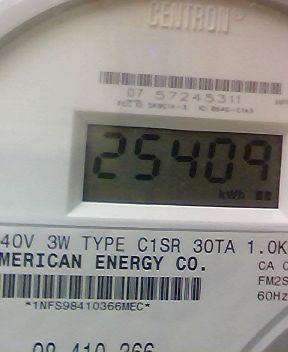 CENTRON
07 57245311
25409
kWh
40V 3W TYPE C1SR 30TA 1.0K
MERICAN ENERGY CO.
CA
FM2S
60Hz
*1NFS98410366MEC*
98 410 366